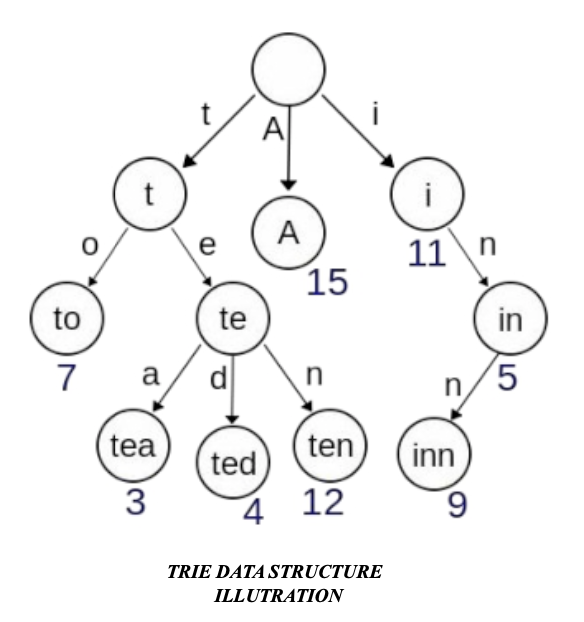 t
A
i
t
A
i
15
11
o
e
n
to
te
in
7
5
a
d
n
n
tea
ted
ten
inn
3
4
12
9
TRIE DATA STRUCTURE
ILLUTRATION